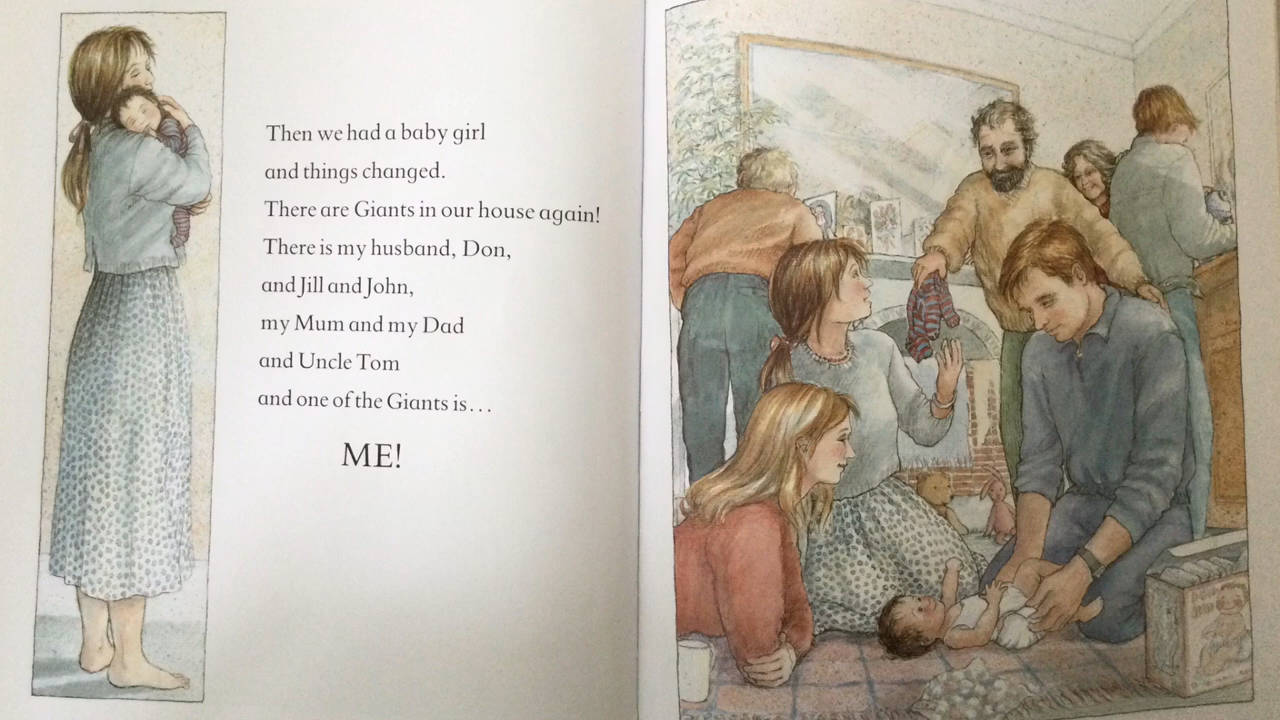 Then we had a baby girl
and things changed.
There are Giants in our house again!
There is my husband, Don,
and Jill and John,
my Mum and my Dad
and Uncle Tom
and one of the Giants is...
ME!